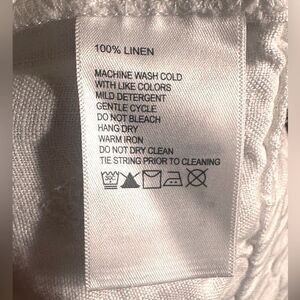 100% LINEN
MACHINE WASH COLD
WITH LIKE COLORS
MILD DETERGENT
GENTLE CYCLE
DO NOT BLEACH
HANG DRY
WARM IRON
DO NOT DRY CLEAN
TIE STRING PRIOR TO CLEANING